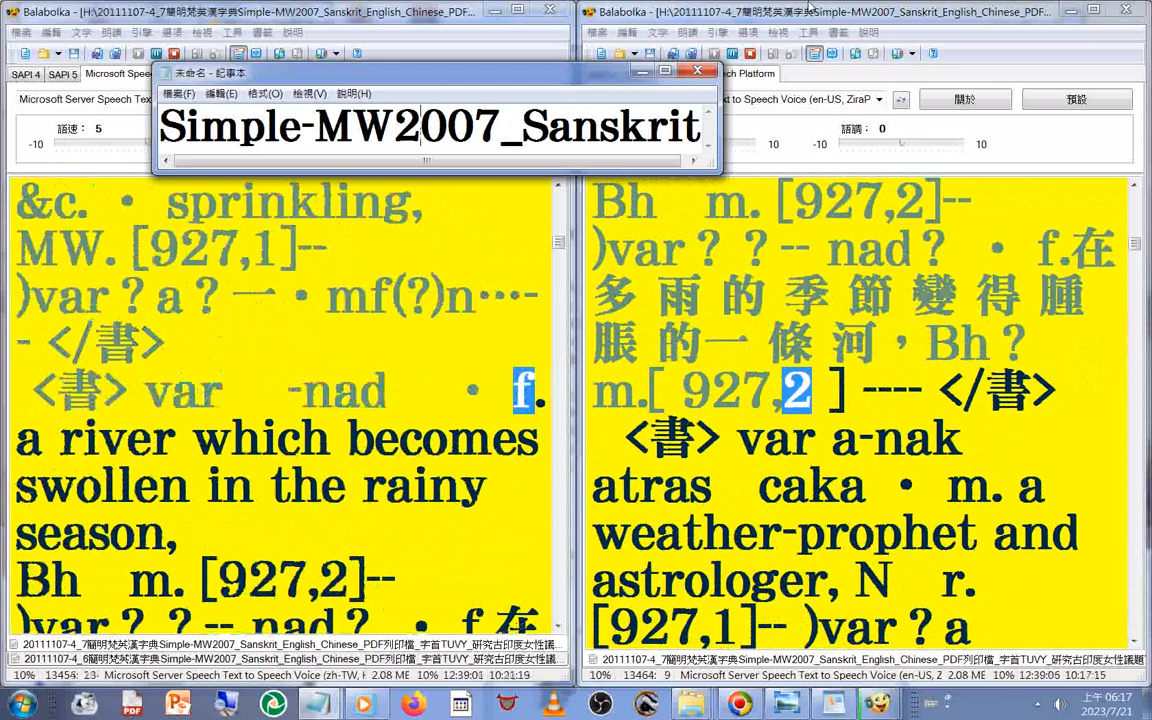 Balabolka - [H:\20111107-4_7簡明梵英漢字典Simple-MW2007_Sanskrit_English_Chinese_PDF...
檔案 編輯 文字 朗讀 引擎 選項 檢視 工具 書籤 說明
SAPI 4 SAPI 5 Microsoft Spee
Microsoft Server Speech Text
語速： 5
-10
&c. • sprinkling,
MW. [927,1]--
)var？a？一・mf(?)n…-
- </書>
<書> var -nad • f.
a river which becomes
swollen in the rainy
season,
Bh m. [927,2]--
)var？？-- nad？ • f.在
20111107-4_7簡明梵英漢字典Simple-MW2007_Sanskrit_English_Chinese_PDF列印檔_字首TUVY_研究古印度女性議...
20111107-4_6簡明梵英漢字典Simple-MW2007_Sanskrit_English_Chinese_PDF列印檔_字首TUVY_研究古印度女性議...
10% 13456: 23 Microsoft Server Speech Text to Speech Voice (zh-TW, 2.08 MB 10% 12:39:01 10:21:19
未命名 - 記事本
檔案(F) 編輯(E) 格式(O) 檢視(V) 說明(H)
Simple-MW2007_Sanskrit
Balabolka - [H:\20111107-4_7簡明梵英漢字典Simple-MW2007_Sanskrit_English_Chinese_PDF...
檔案 編輯 文字 朗讀 引擎 選項 檢視 工具 書籤 說明
ch Platform
to Speech Voice (en-US, ZiraP
關於 預設
語調： 0
10 -10 10
Bh m. [927,2]--
)var？？-- nad？ • f.在
多雨的季節變得腫
脹的一條河，Bh？
m.[ 927,2 ] ---- </書>
<書> var a-nak
atras caka • m. a
weather-prophet and
astrologer, N r.
[927,1]-- )var？a
20111107-4_7簡明梵英漢字典Simple-MW2007_Sanskrit_English_Chinese_PDF列印檔_字首TUVY_研究古印度女性議題
10% 13464: 9 Microsoft Server Speech Text to Speech Voice (en-US, 2.08 MB 10% 12:39:06 10:17:15
上午 06:17
2023/7/21